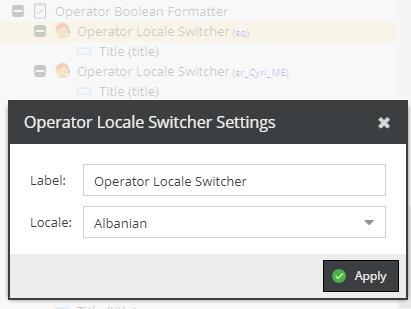 Operator Boolean Formatter
Operator Locale Switcher (sq)
Title (title)
Operator Locale Switcher (sr_Cyrl_ME)
Title (title)
Operator Locale Switcher Settings
Label: Operator Locale Switcher
Locale: Albanian
Apply